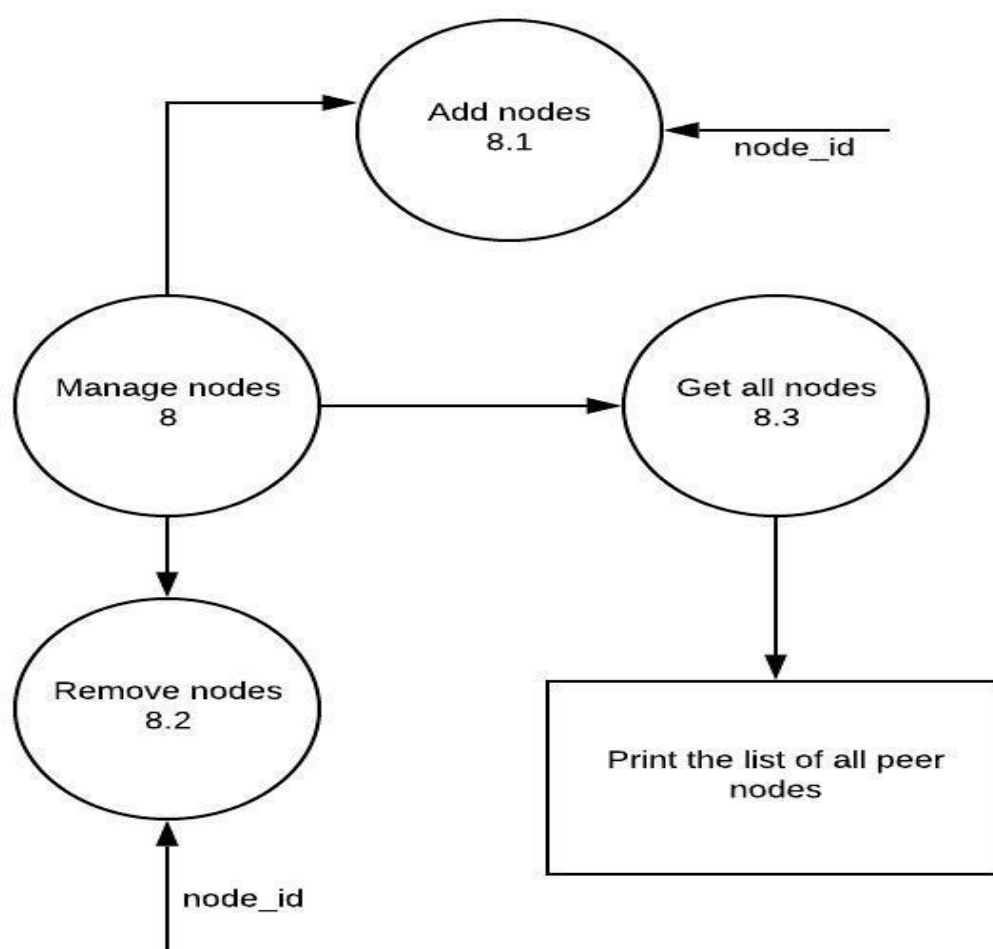 Add nodes
8.1
node_id
Manage nodes
8
Get all nodes
8.3
Remove nodes
8.2
Print the list of all peer
nodes
node_id